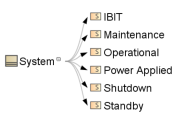 IBIT
Maintenance
Operational
System
Power Applied
Shutdown
Standby